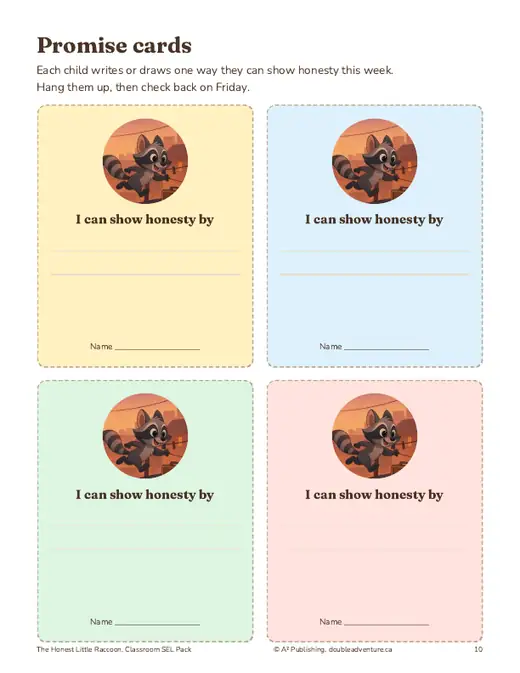 Promise cards
Each child writes or draws one way they can show honesty this week.
Hang them up, then check back on Friday.
I can show honesty by
I can show honesty by
Name
Name
I can show honesty by
I can show honesty by
Name
Name
The Honest Little Raccoon. Classroom SEL Pack
© A² Publishing. doubleadventure.ca
10